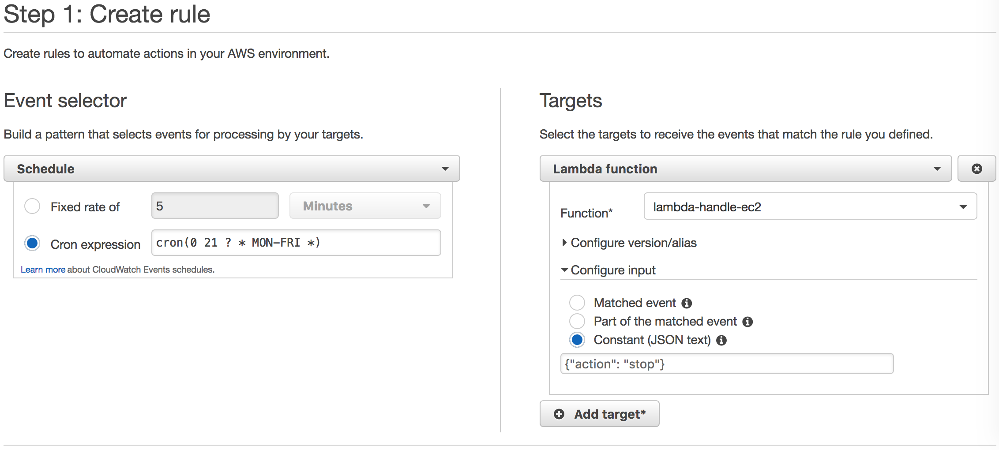 Step 1: Create rule
Create rules to automate actions in your AWS environment.
Event selector
Build a pattern that selects events for processing by your targets.
Schedule
Fixed rate of
5
Minutes
Cron expression
cron(0 21 ? * MON-FRI *)
Learn more about CloudWatch Events schedules.
Targets
Select the targets to receive the events that match the rule you defined.
Lambda function
Function*
lambda-handle-ec2
Configure version/alias
Configure input
Matched event
Part of the matched event
Constant (JSON text)
{"action": "stop"}
Add target*